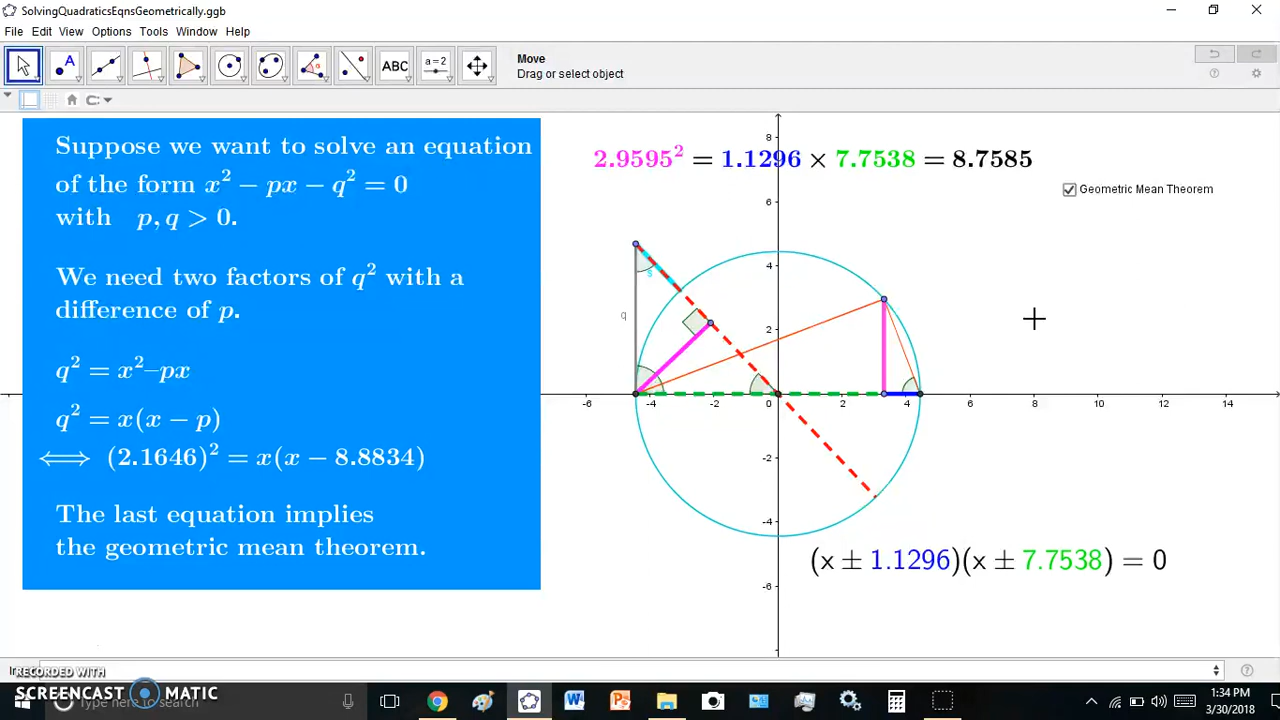 SolvingQuadraticsEqnsGeometrically.ggb
File Edit View Options Tools Window Help
ABC
a = 2
Move
Drag or select object
Suppose we want to solve an equation
of the form x² − px − q² = 0
with p, q > 0.
We need two factors of q² with a
difference of p.
q² = x²–px
q² = x(x − p)
⟺ (2.1646)² = x(x − 8.8834)
The last equation implies
the geometric mean theorem.
2.9595² = 1.1296 × 7.7538 = 8.7585
Geometric Mean Theorem
8
6
4
2
-2
-4
-6
-6 -4 -2 0 2 4 6 8 10 12 14
q
s
(x ± 1.1296)(x ± 7.7538) = 0
RECORDED WITH
SCREENCAST MATIC
Type here to search
1:34 PM
3/30/2018